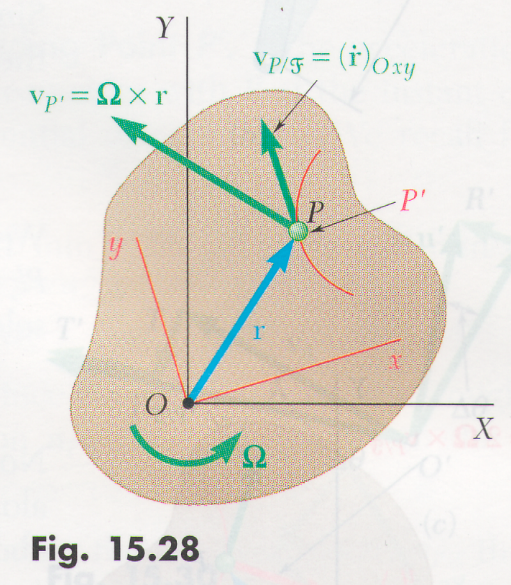 Y
v_{P/𝔉} = (ṙ)_{Oxy}
v_{P'} = Ω × r
P
P'
y
r
x
O
X
Ω
Fig. 15.28